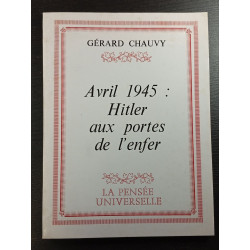 GÉRARD CHAUVY
Avril 1945 :
Hitler
aux portes
de l'enfer
LA PENSÉE
UNIVERSELLE